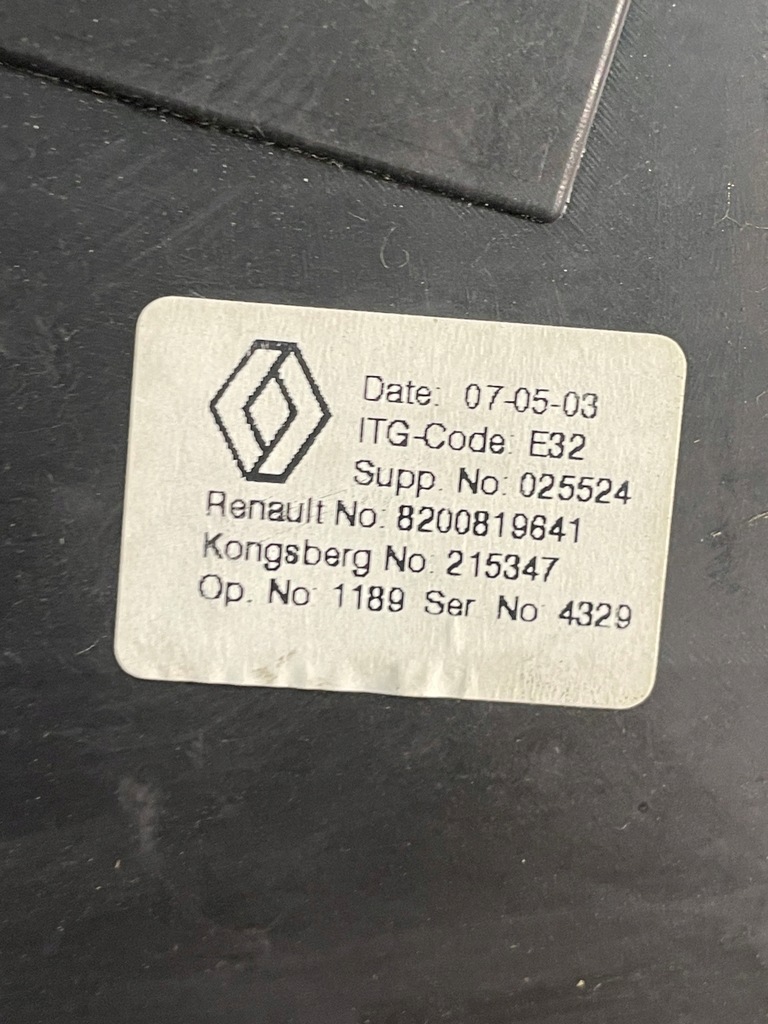 Date: 07-05-03
ITG-Code: E32
Supp. No: 025524
Renault No: 8200819641
Kongsberg No: 215347
Op. No: 1189 Ser. No: 4329